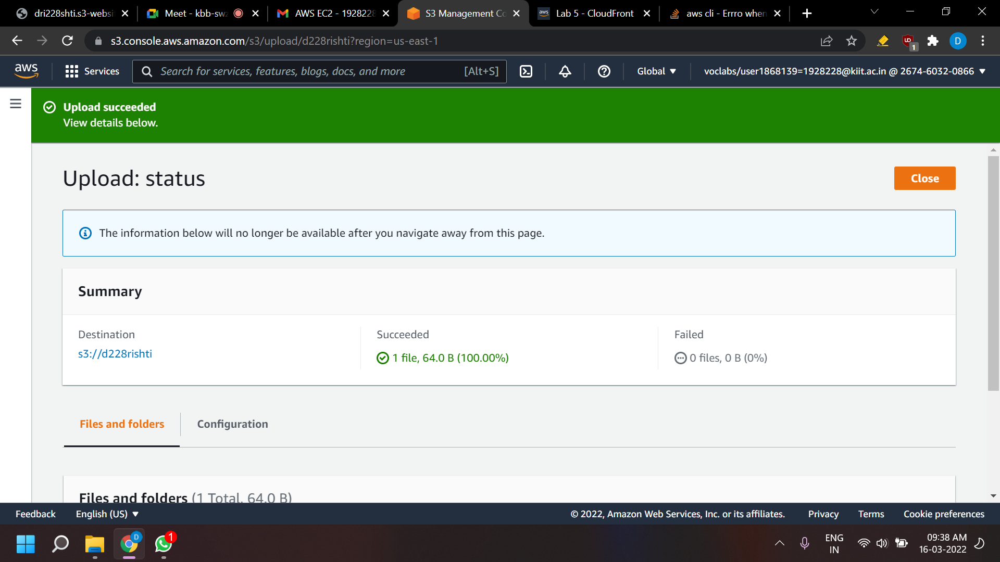 dri228shti.s3-websi
Meet - kbb-sw
AWS EC2 - 1928228
S3 Management Co
aws
Lab 5 - CloudFront
aws cli - Errro when
s3.console.aws.amazon.com/s3/upload/d228rishti?region=us-east-1
1
D
aws
Services
Search for services, features, blogs, docs, and more
[Alt+S]
Global
voclabs/user1868139=1928228@kiit.ac.in @ 2674-6032-0866
Upload succeeded
View details below.
Upload: status
Close
The information below will no longer be available after you navigate away from this page.
Summary
Destination
s3://d228rishti
Succeeded
1 file, 64.0 B (100.00%)
Failed
0 files, 0 B (0%)
Files and folders
Configuration
Files and folders (1 Total, 64.0 B)
Feedback
English (US)
© 2022, Amazon Web Services, Inc. or its affiliates.
Privacy
Terms
Cookie preferences
D
1
ENG
IN
09:38 AM
16-03-2022